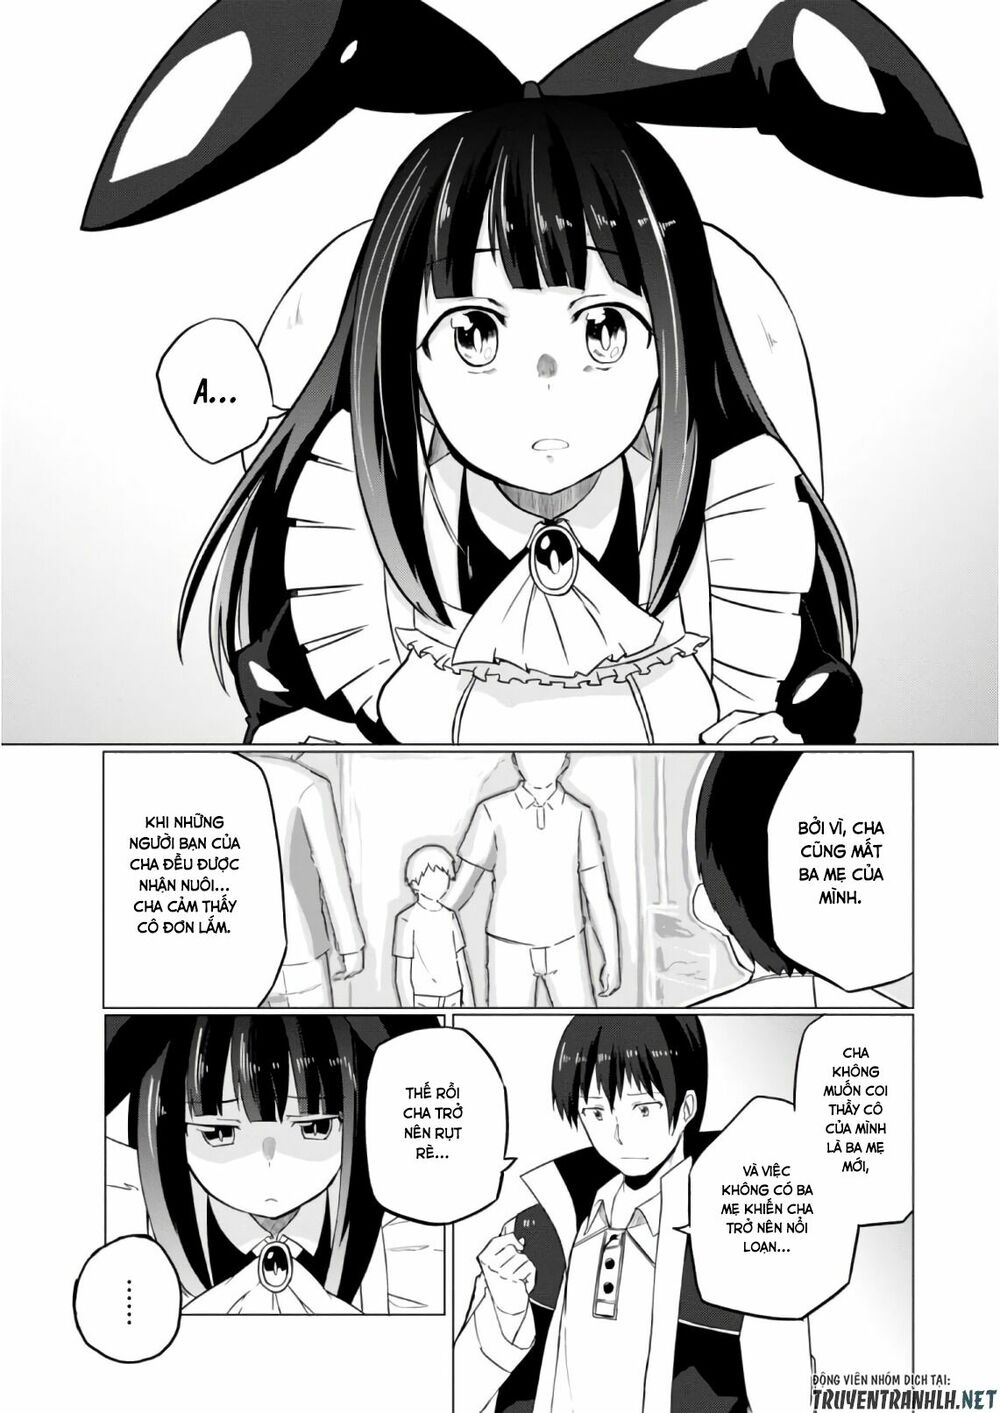 A...
BỞI VÌ, CHA
CŨNG MẤT
BA MẸ CỦA
MÌNH.
KHI NHỮNG
NGƯỜI BẠN CỦA
CHA ĐỀU ĐƯỢC
NHẬN NUÔI...
CHA CẢM THẤY
CÔ ĐƠN LẮM.
CHA
KHÔNG
MUỐN COI
THẦY CÔ
CỦA MÌNH
LÀ BA MẸ
MỚI,
VÀ VIỆC
KHÔNG CÓ BA
MẸ KHIẾN CHA
TRỞ NÊN NỔI
LOẠN...
THẾ RỒI
CHA TRỞ
NÊN RỤT
RÈ...
......
ĐỘNG VIÊN NHÓM DỊCH TẠI:
TRUYENTRANHLH.NET